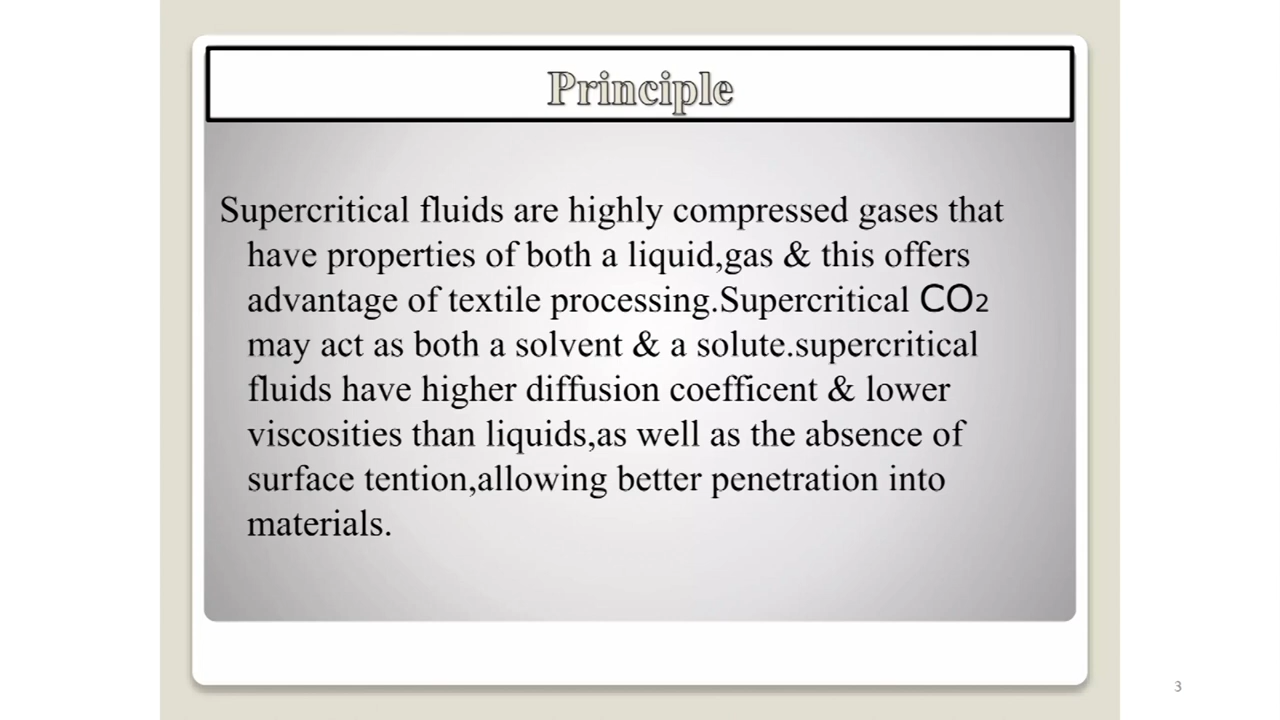 Principle
Supercritical fluids are highly compressed gases that
have properties of both a liquid,gas & this offers
advantage of textile processing.Supercritical CO₂
may act as both a solvent & a solute.supercritical
fluids have higher diffusion coefficent & lower
viscosities than liquids,as well as the absence of
surface tention,allowing better penetration into
materials.
3